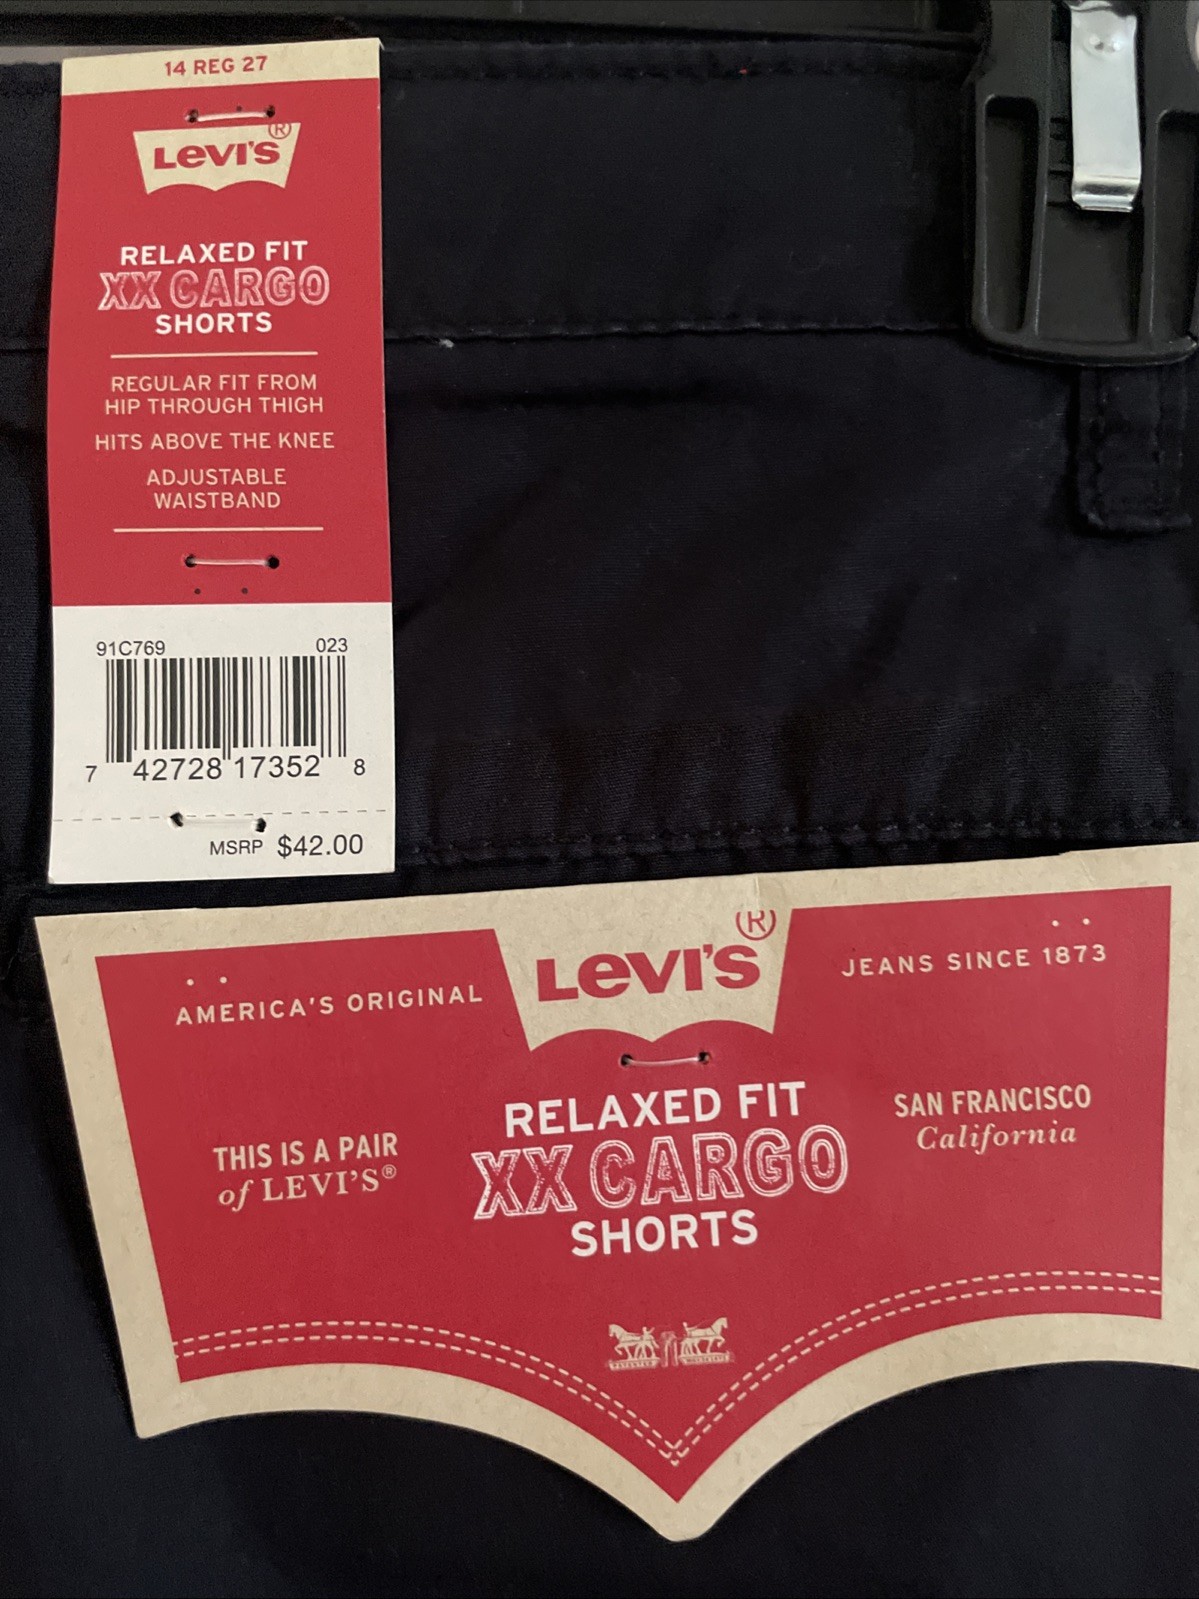 14 REG 27
LEVI'S®
RELAXED FIT
XX CARGO
SHORTS
REGULAR FIT FROM
HIP THROUGH THIGH
HITS ABOVE THE KNEE
ADJUSTABLE
WAISTBAND
91C769 023
7 42728 17352 8
MSRP $42.00
AMERICA'S ORIGINAL
LEVI'S®
JEANS SINCE 1873
THIS IS A PAIR
of LEVI'S®
RELAXED FIT
XX CARGO
SHORTS
SAN FRANCISCO
California